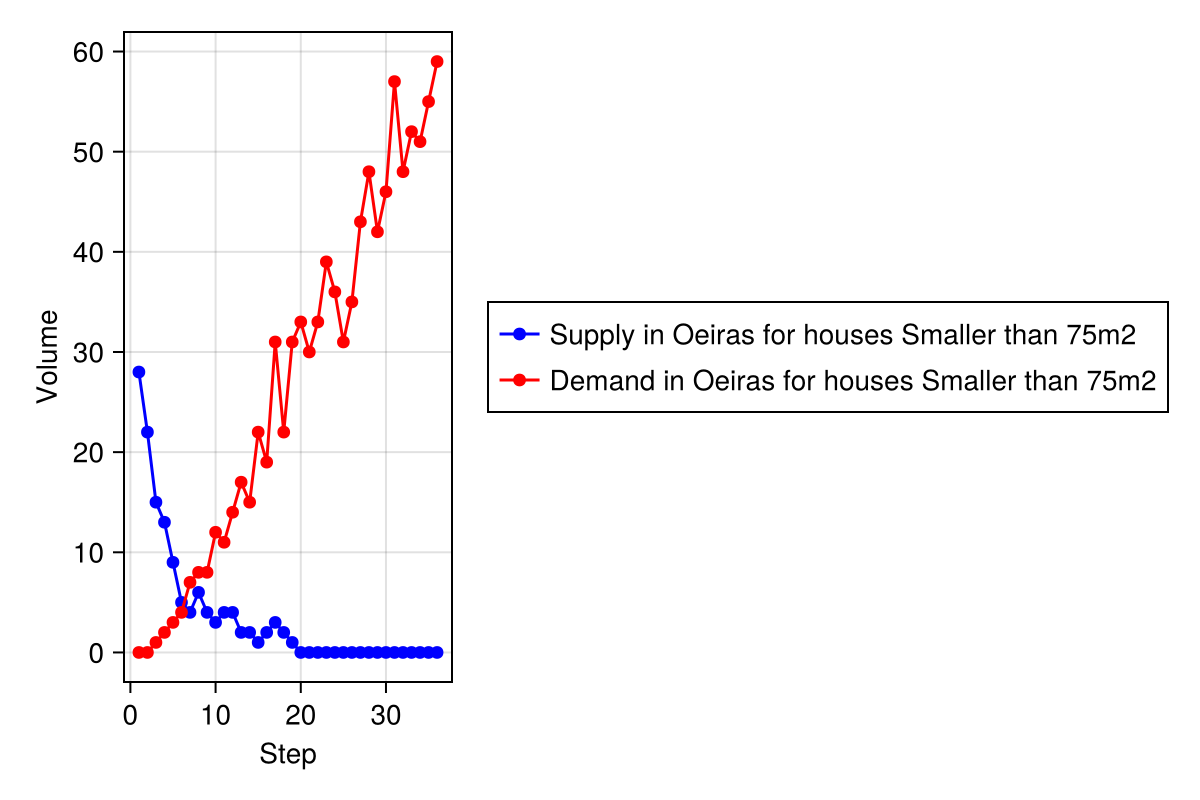 60
50
40
30
20
10
0
Volume
0 10 20 30
Step
Supply in Oeiras for houses Smaller than 75m2
Demand in Oeiras for houses Smaller than 75m2